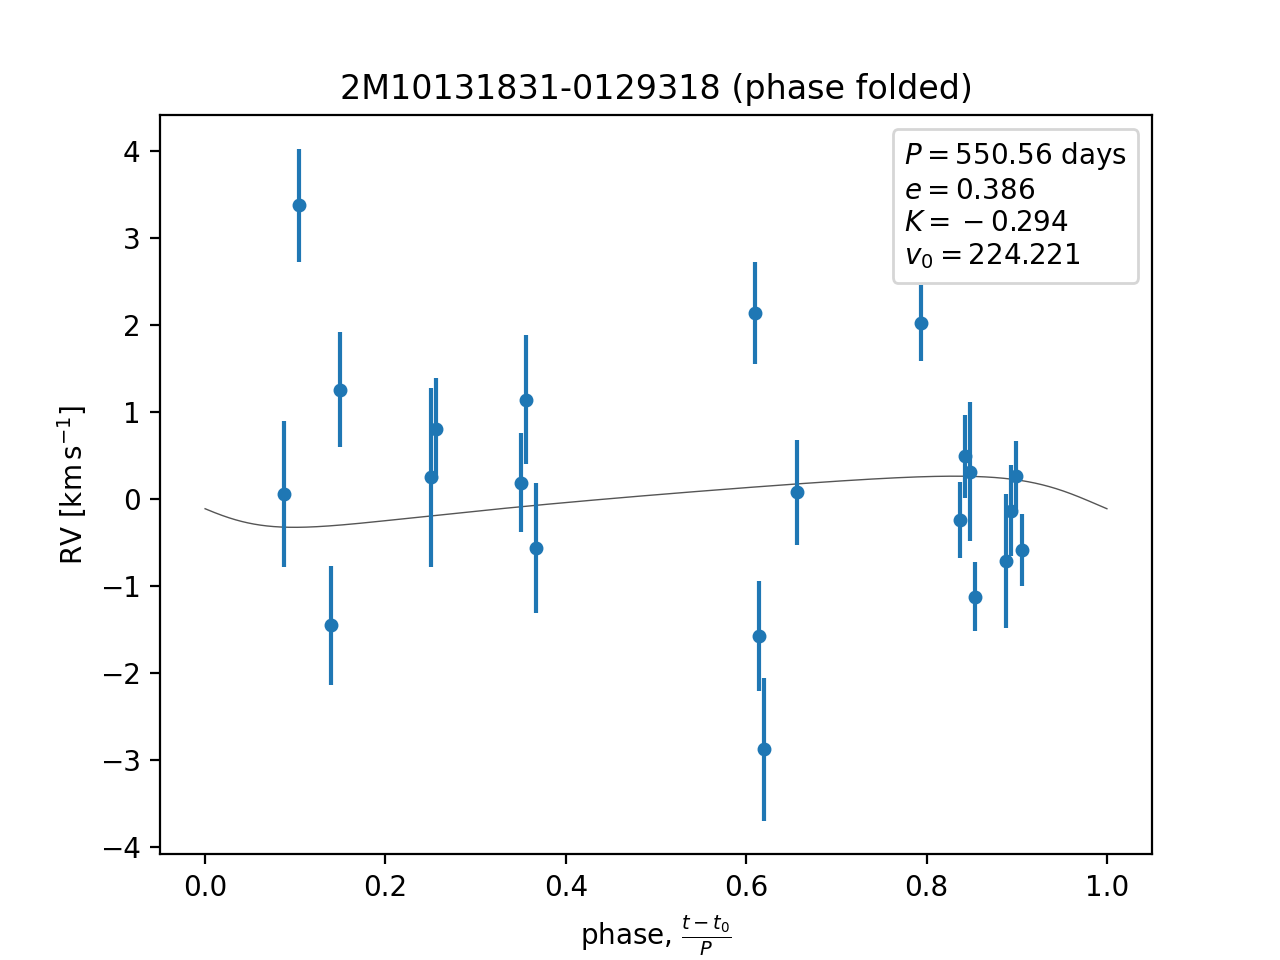 2M10131831-0129318 (phase folded)
P = 550.56 days
e = 0.386
K = −0.294
v₀ = 224.221
RV [km s⁻¹]
4
3
2
1
0
−1
−2
−3
−4
0.0 0.2 0.4 0.6 0.8 1.0
phase, (t − t₀)/P